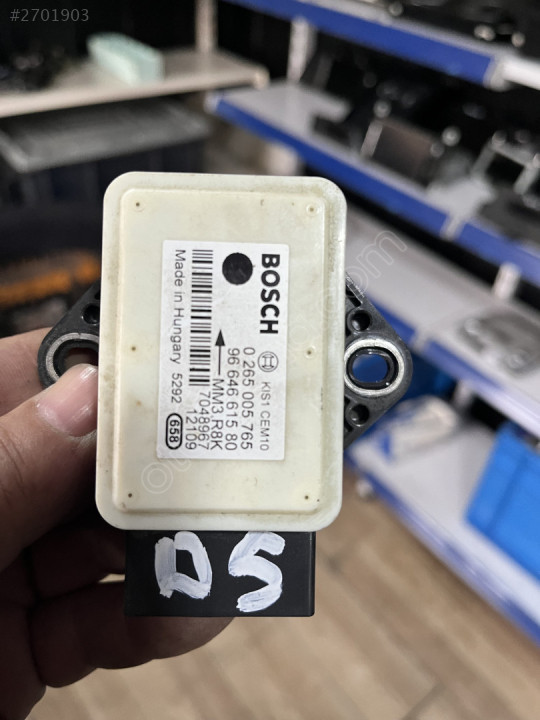 #2701903
BOSCH
KIS1 CEM10
0 265 005 765
96 646 615 80
MM3.R8K
7048967
12109
Made in Hungary 5292
658
DS